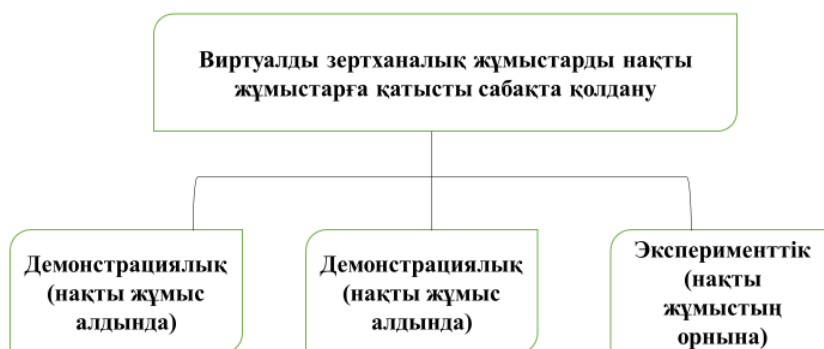 Виртуалды зертханалық жұмыстарды нақты
жұмыстарға қатысты сабақта қолдану
Демонстрациялық
(нақты жұмыс
алдында)
Демонстрациялық
(нақты жұмыс
алдында)
Эксперименттік
(нақты
жұмыстың
орнына)